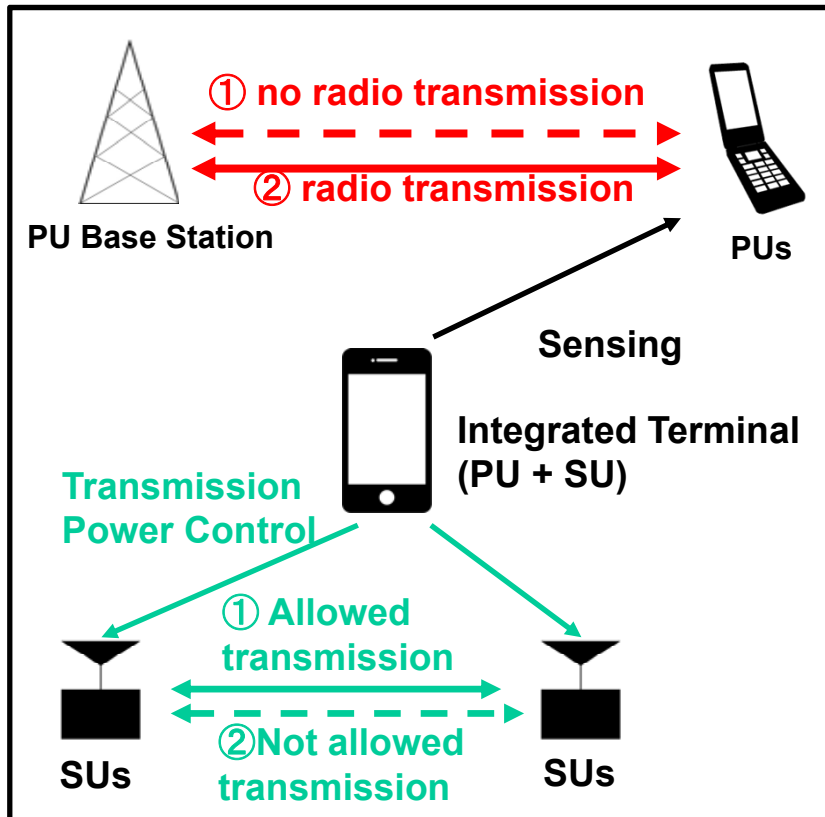 ① no radio transmission
② radio transmission
PU Base Station
PUs
Sensing
Integrated Terminal
(PU + SU)
Transmission
Power Control
① Allowed
transmission
②Not allowed
transmission
SUs
SUs